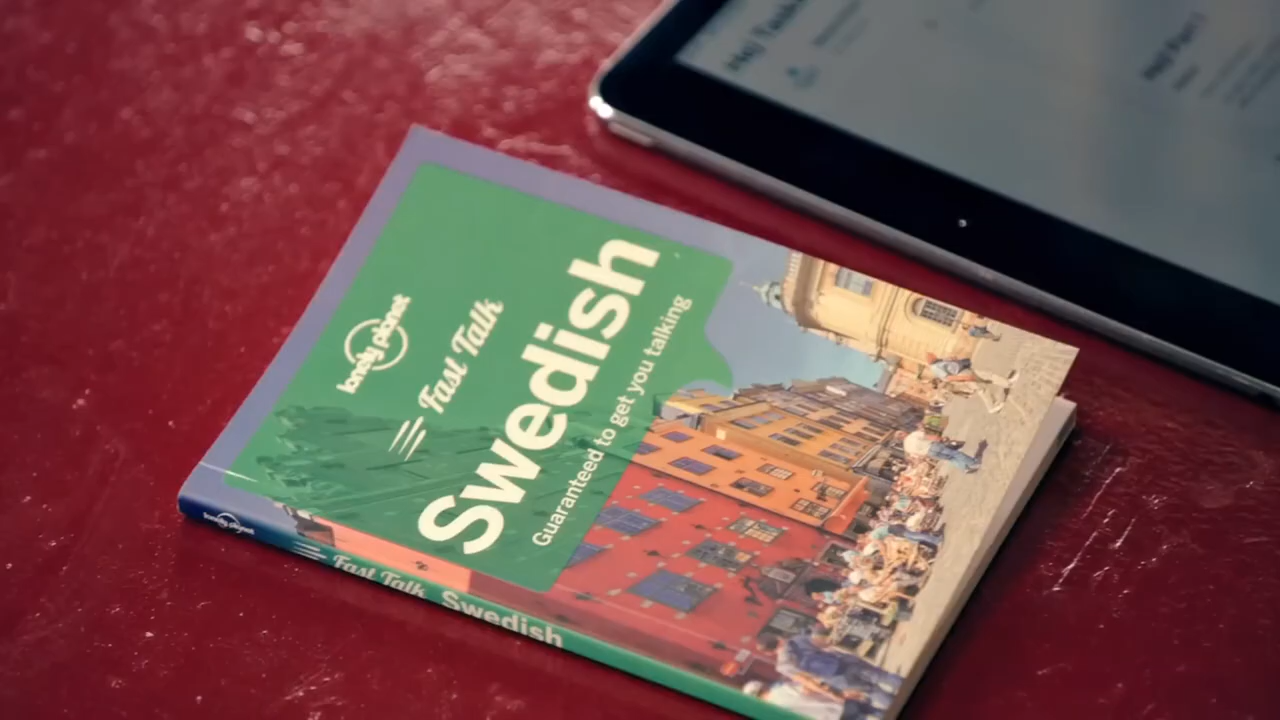 lonely planet
Fast Talk
Swedish
Guaranteed to get you talking
lonely planet
Fast Talk Swedish